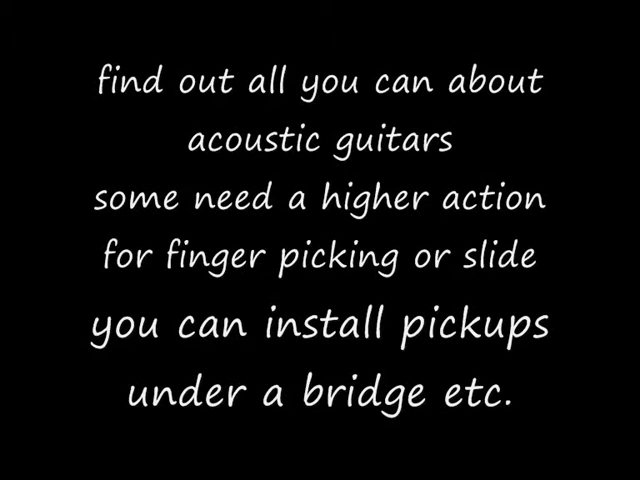 find out all you can about
acoustic guitars
some need a higher action
for finger picking or slide
you can install pickups
under a bridge etc.